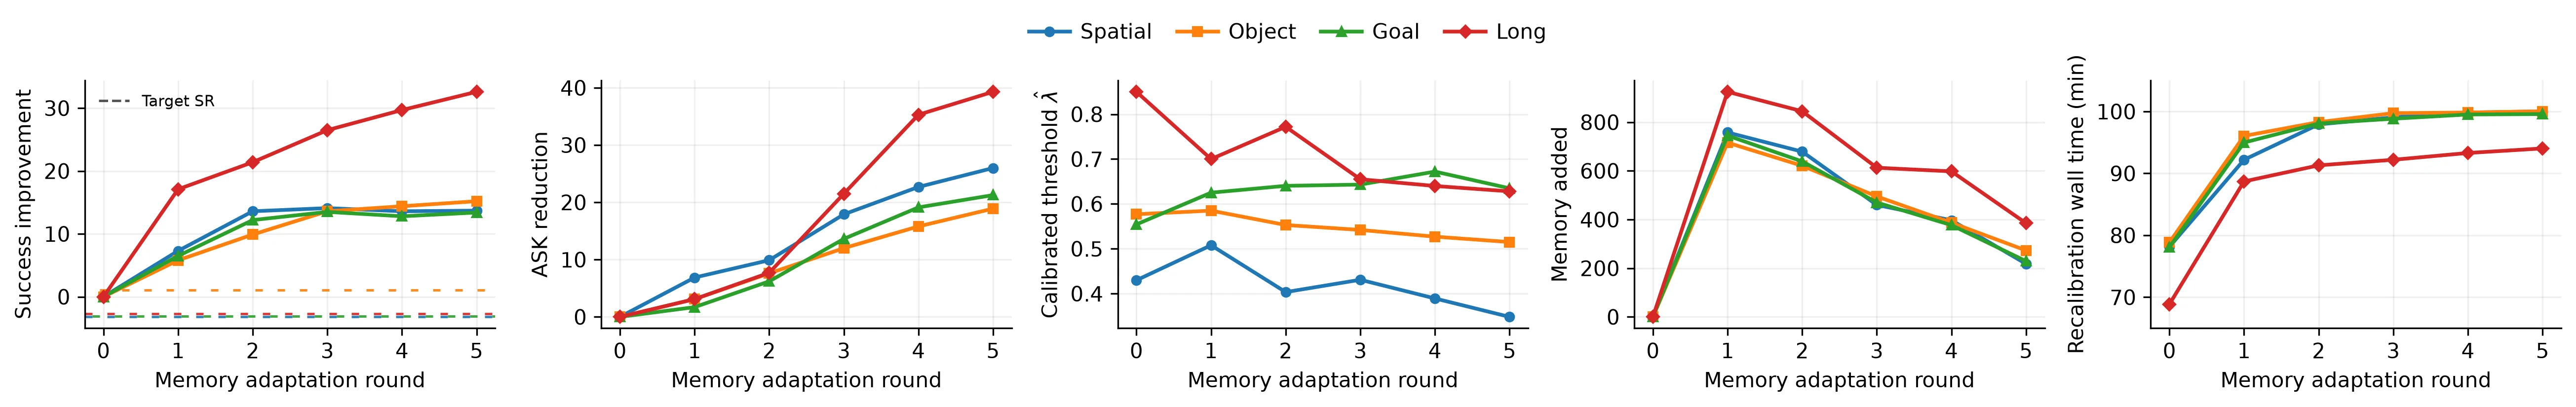 Spatial Object Goal Long
Success improvement
30
20
10
0
Target SR
0 1 2 3 4 5
Memory adaptation round
ASK reduction
40
30
20
10
0
0 1 2 3 4 5
Memory adaptation round
Calibrated threshold λ̂
0.8
0.7
0.6
0.5
0.4
0 1 2 3 4 5
Memory adaptation round
Memory added
800
600
400
200
0
0 1 2 3 4 5
Memory adaptation round
Recalibration wall time (min)
100
90
80
70
0 1 2 3 4 5
Memory adaptation round